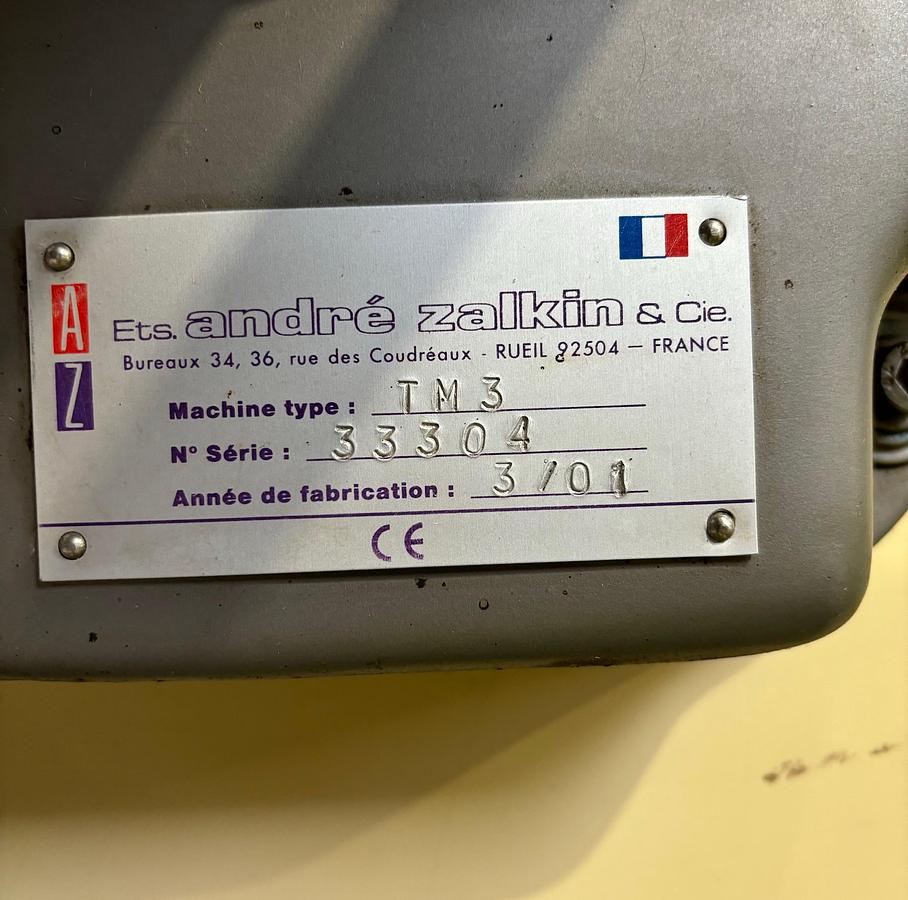 A
Z
Ets. andré zalkin & Cie.
Bureaux 34, 36, rue des Coudréaux - RUEIL 92504 — FRANCE
Machine type : TM3
N° Série : 33304
Année de fabrication : 3/01
CE